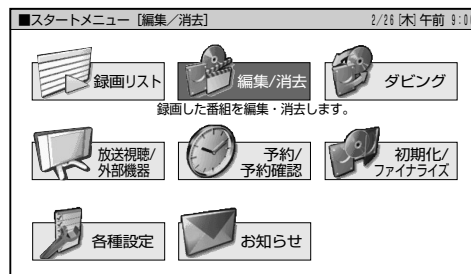 ■スタートメニュー［編集／消去］ 2/26[木]午前 9:00
録画リスト 編集/消去 ダビング
録画した番組を編集・消去します。
放送視聴/ 予約/ 初期化/
外部機器 予約確認 ファイナライズ
各種設定 お知らせ